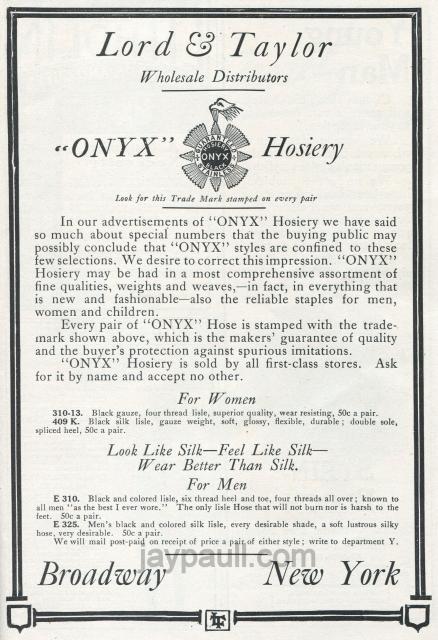 Lord & Taylor
Wholesale Distributors
"ONYX" Hosiery
GUARANTEED
HOSIERY
ONYX
BLACK
STAINLESS
Look for this Trade Mark stamped on every pair
In our advertisements of "ONYX" Hosiery we have said
so much about special numbers that the buying public may
possibly conclude that "ONYX" styles are confined to these
few selections. We desire to correct this impression. "ONYX"
Hosiery may be had in a most comprehensive assortment of
fine qualities, weights and weaves,—in fact, in everything that
is new and fashionable—also the reliable staples for men,
women and children.
Every pair of "ONYX" Hose is stamped with the trade-
mark shown above, which is the makers' guarantee of quality
and the buyer's protection against spurious imitations.
"ONYX" Hosiery is sold by all first-class stores. Ask
for it by name and accept no other.
For Women
310-13. Black gauze, four thread lisle, superior quality, wear resisting, 50c a pair.
409 K. Black silk lisle, gauze weight, soft, glossy, flexible, durable; double sole,
spliced heel, 50c a pair.
Look Like Silk—Feel Like Silk—
Wear Better Than Silk.
For Men
E 310. Black and colored lisle, six thread heel and toe, four threads all over; known to
all men "as the best I ever wore." The only lisle Hose that will not burn nor is harsh to the
feet. 50c a pair.
E 325. Men's black and colored silk lisle, every desirable shade, a soft lustrous silky
hose, very desirable. 50c a pair.
We will mail post-paid on receipt of price a pair of either style; write to department Y.
jaypaull.com
Broadway New York
LT